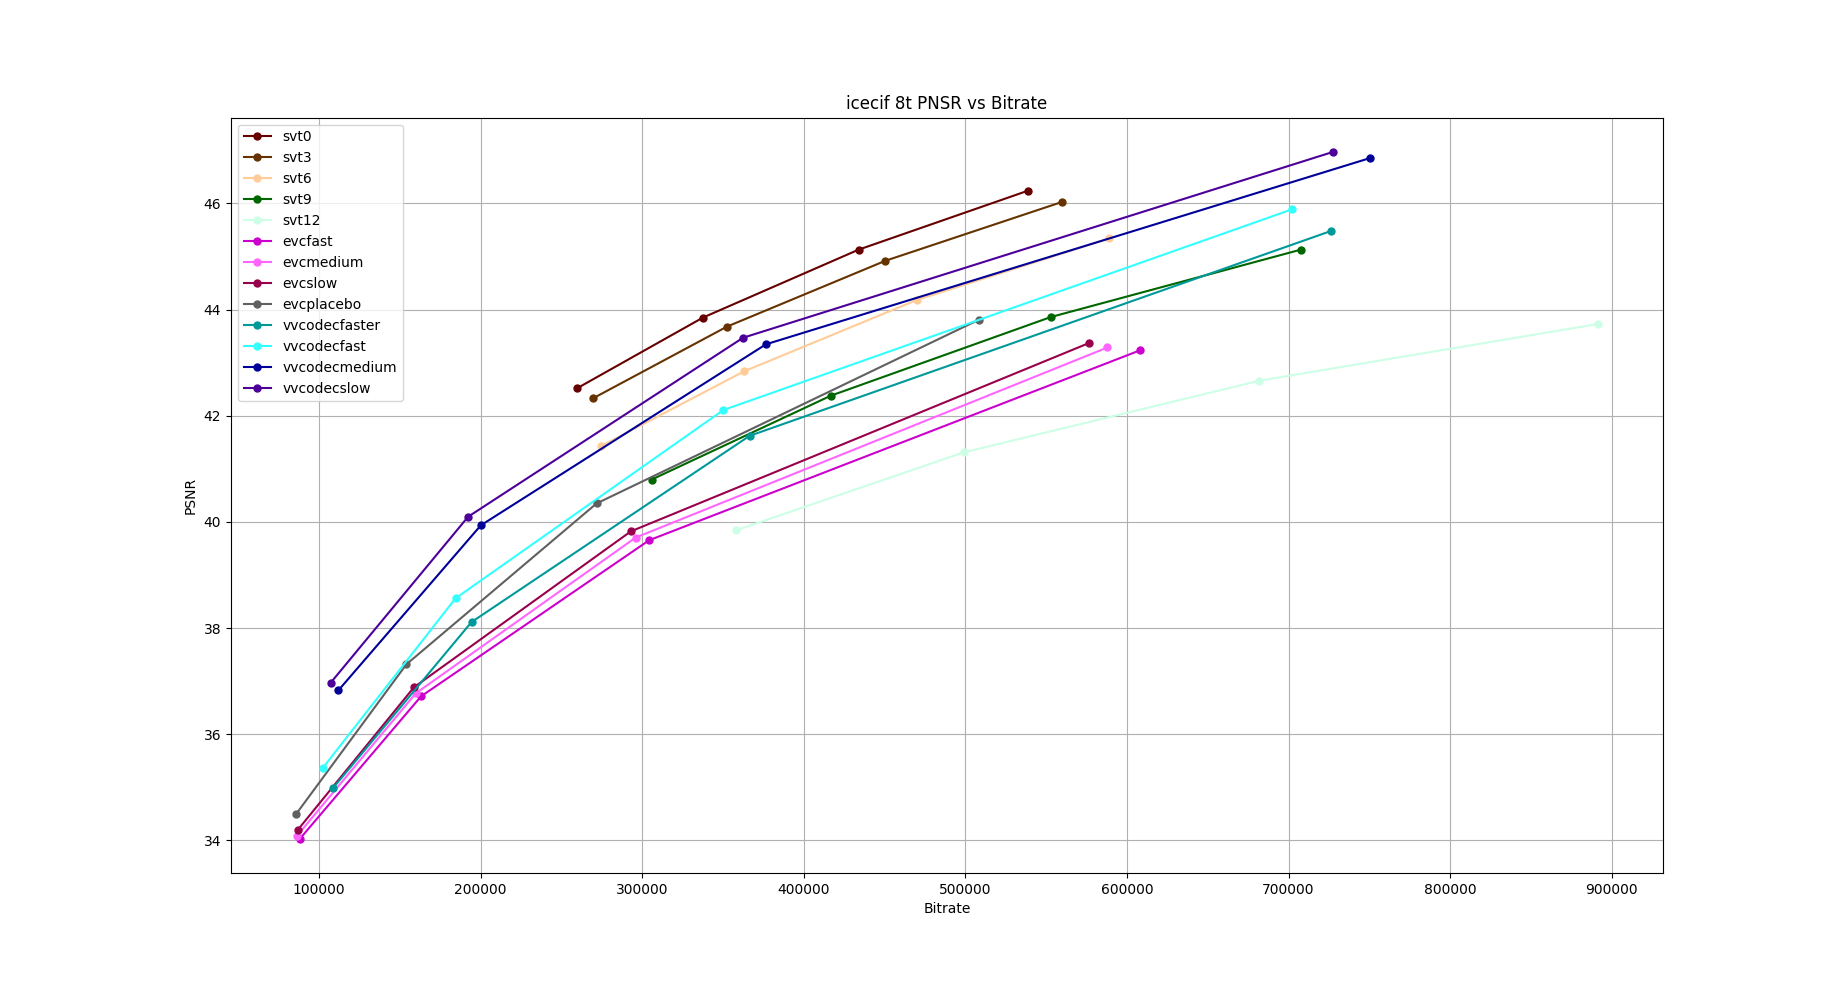 icecif 8t PNSR vs Bitrate
svt0
svt3
svt6
svt9
svt12
evcfast
evcmedium
evcslow
evcplacebo
vvcodecfaster
vvcodecfast
vvcodecmedium
vvcodecslow
PSNR
46
44
42
40
38
36
34
100000 200000 300000 400000 500000 600000 700000 800000 900000
Bitrate